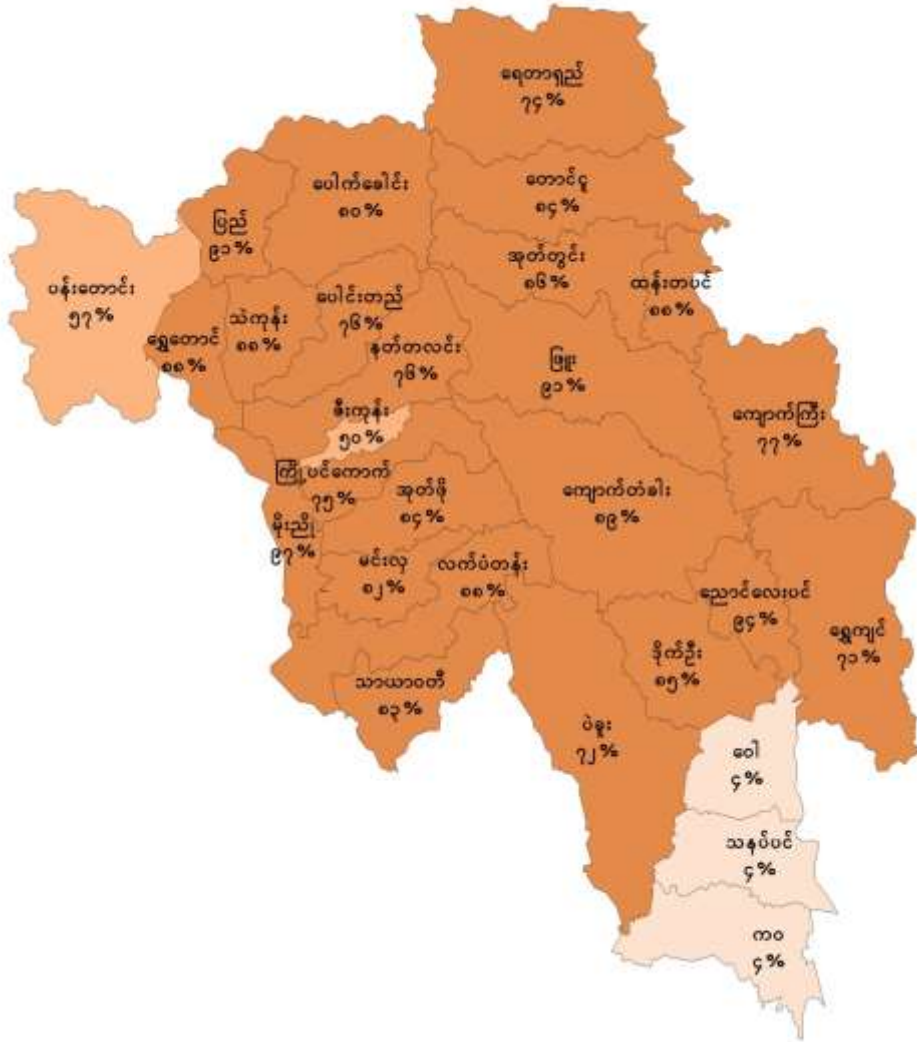 ရေတာရှည်
၇၄%
တောင်ငူ
၈၄%
ပေါက်ခေါင်း
၈၀%
ပြည်
၉၁%
အုတ်တွင်း
၈၆%
ထန်းတပင်
၈၈%
ပန်းတောင်း
၅၇%
ရွှေတောင်
၈၈%
သဲကုန်း
၈၈%
ပေါင်းတည်
၇၆%
နတ်တလင်း
၇၆%
ဖြူး
၉၁%
ကျောက်ကြီး
၇၇%
ဇီးကုန်း
၅၀%
ကြို့ပင်ကောက်
၇၅%
အုတ်ဖို
၈၄%
ကျောက်တံခါး
၈၉%
မိုးညို
၉၇%
မင်းလှ
၈၂%
လက်ပံတန်း
၈၈%
ညောင်လေးပင်
၉၄%
ရွှေကျင်
၇၁%
ဒိုက်ဦး
၈၅%
သာယာဝတီ
၈၃%
ပဲခူး
၇၂%
ဝေါ
၄%
သနပ်ပင်
၄%
ကဝ
၄%